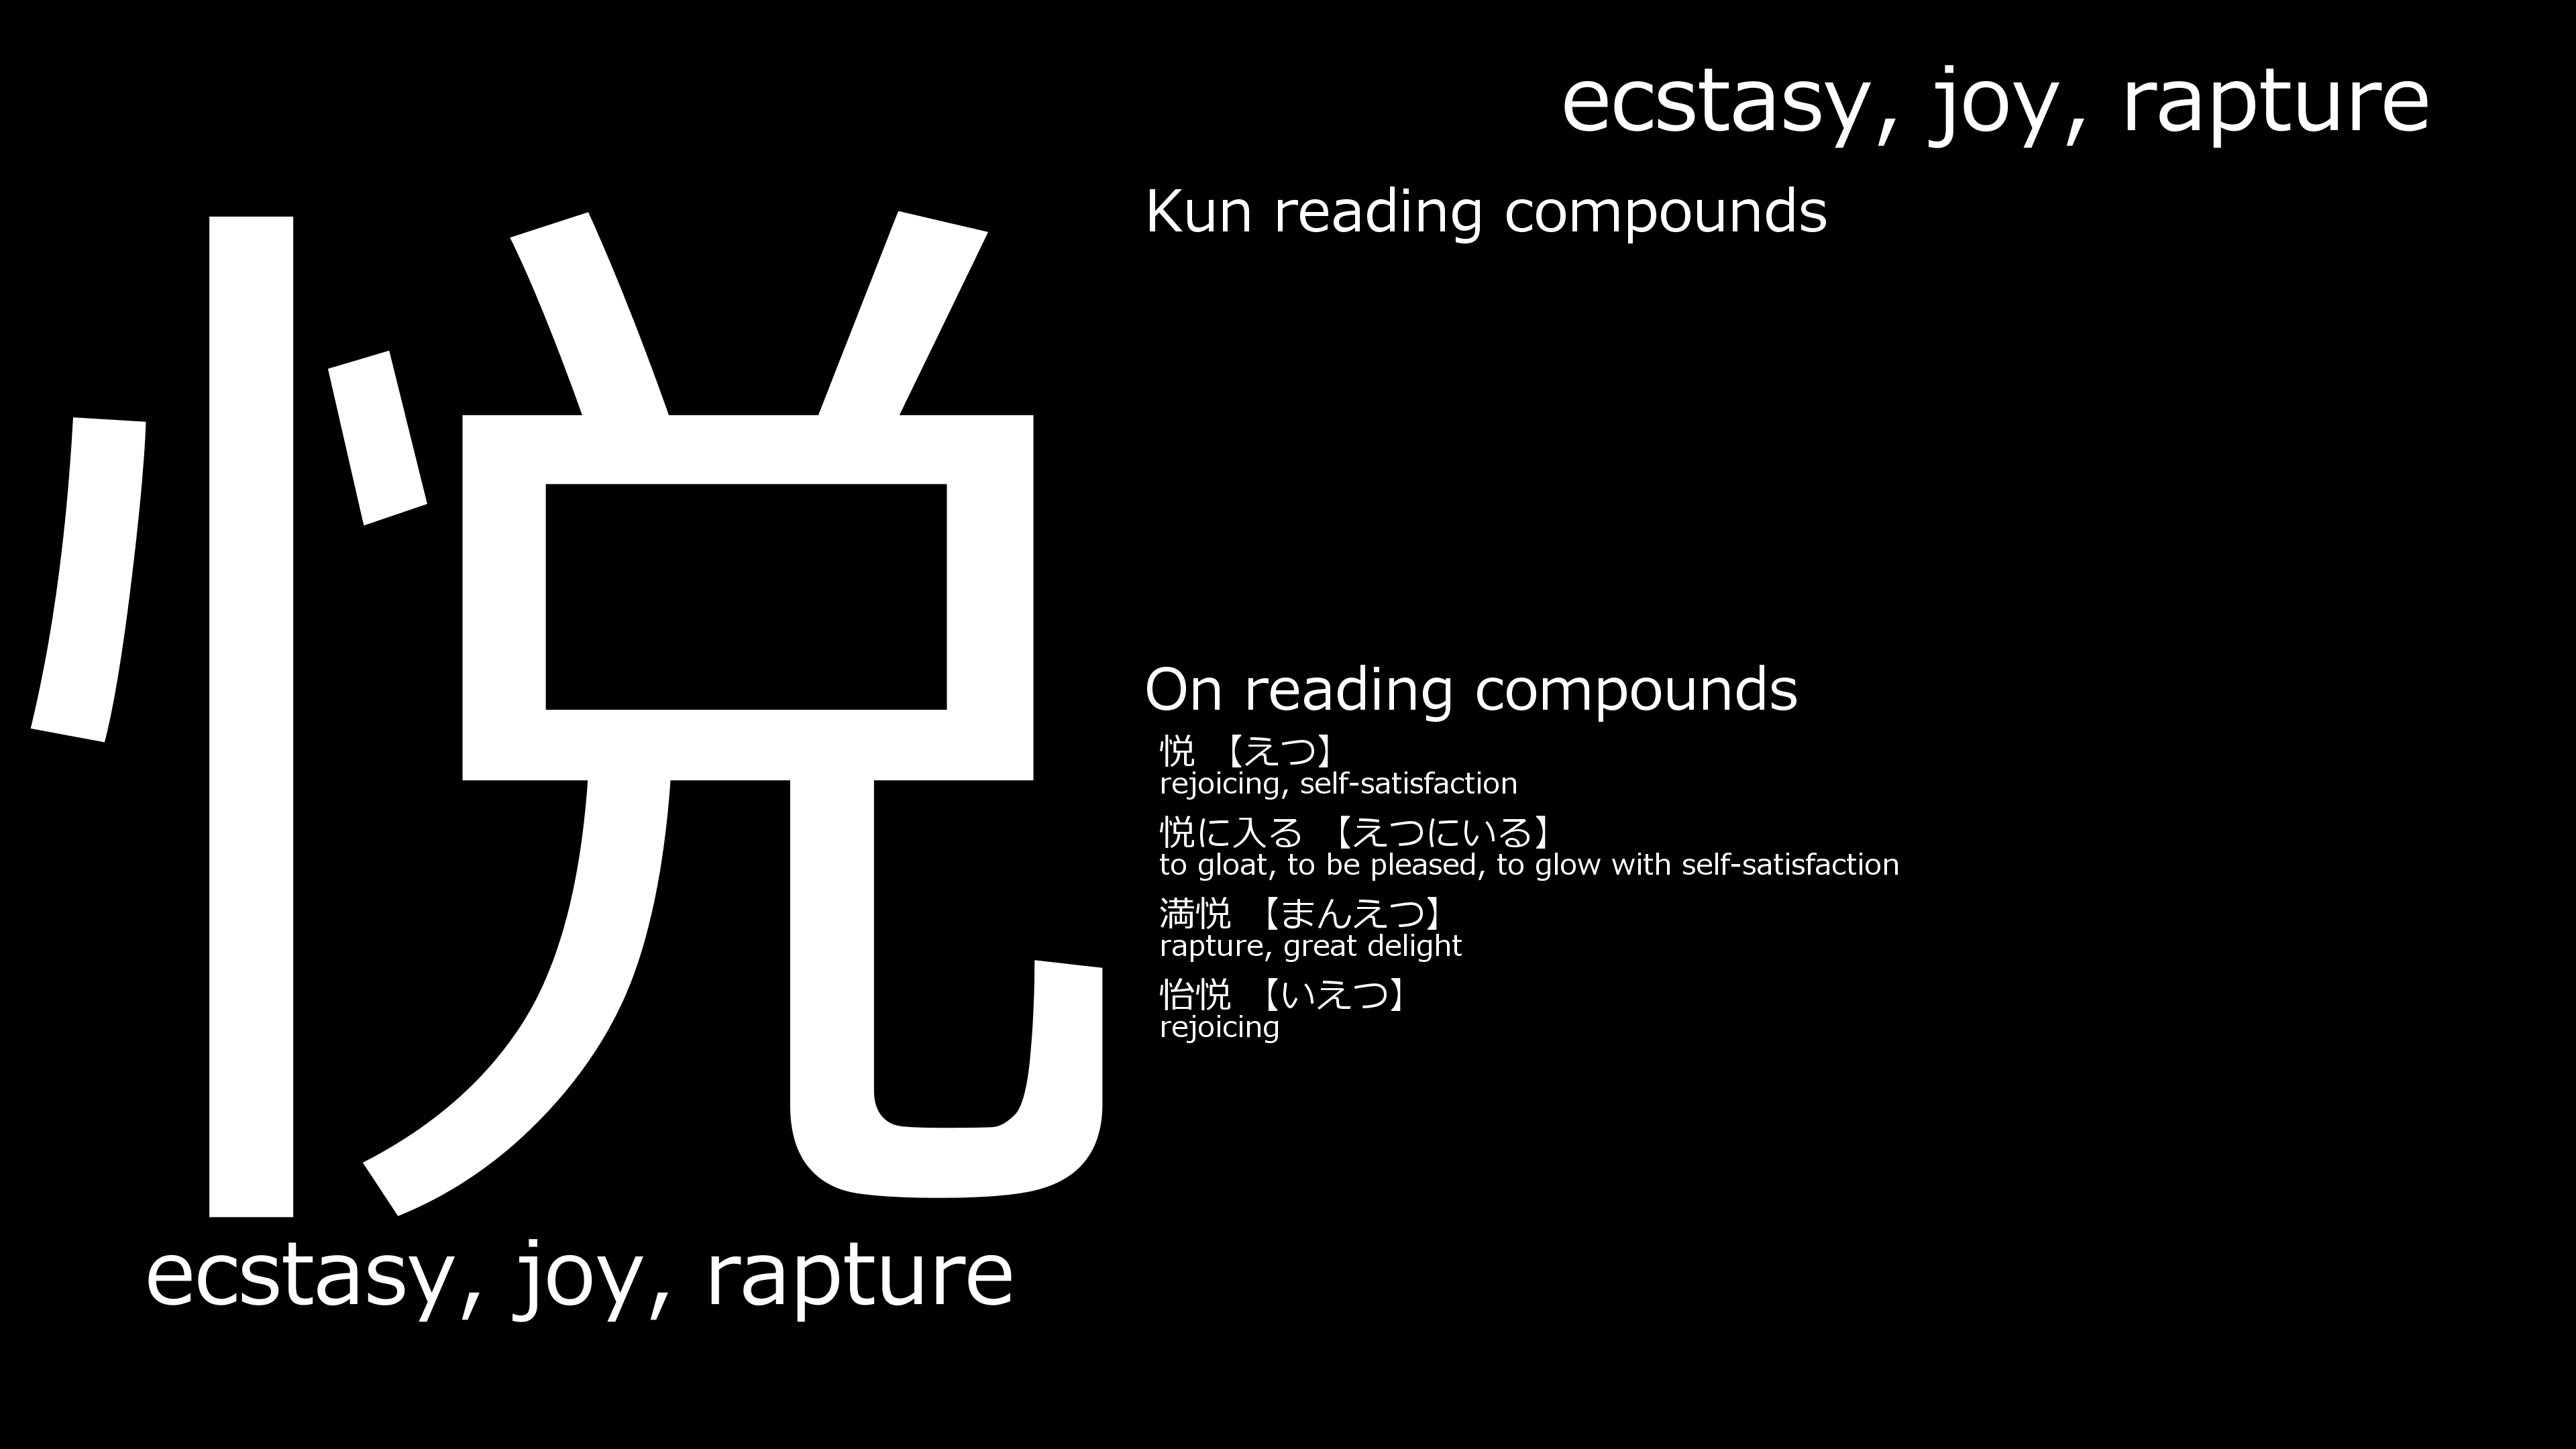 悦
ecstasy, joy, rapture
ecstasy, joy, rapture
Kun reading compounds
On reading compounds
悦 【えつ】
rejoicing, self-satisfaction
悦に入る 【えつにいる】
to gloat, to be pleased, to glow with self-satisfaction
満悦 【まんえつ】
rapture, great delight
怡悦 【いえつ】
rejoicing